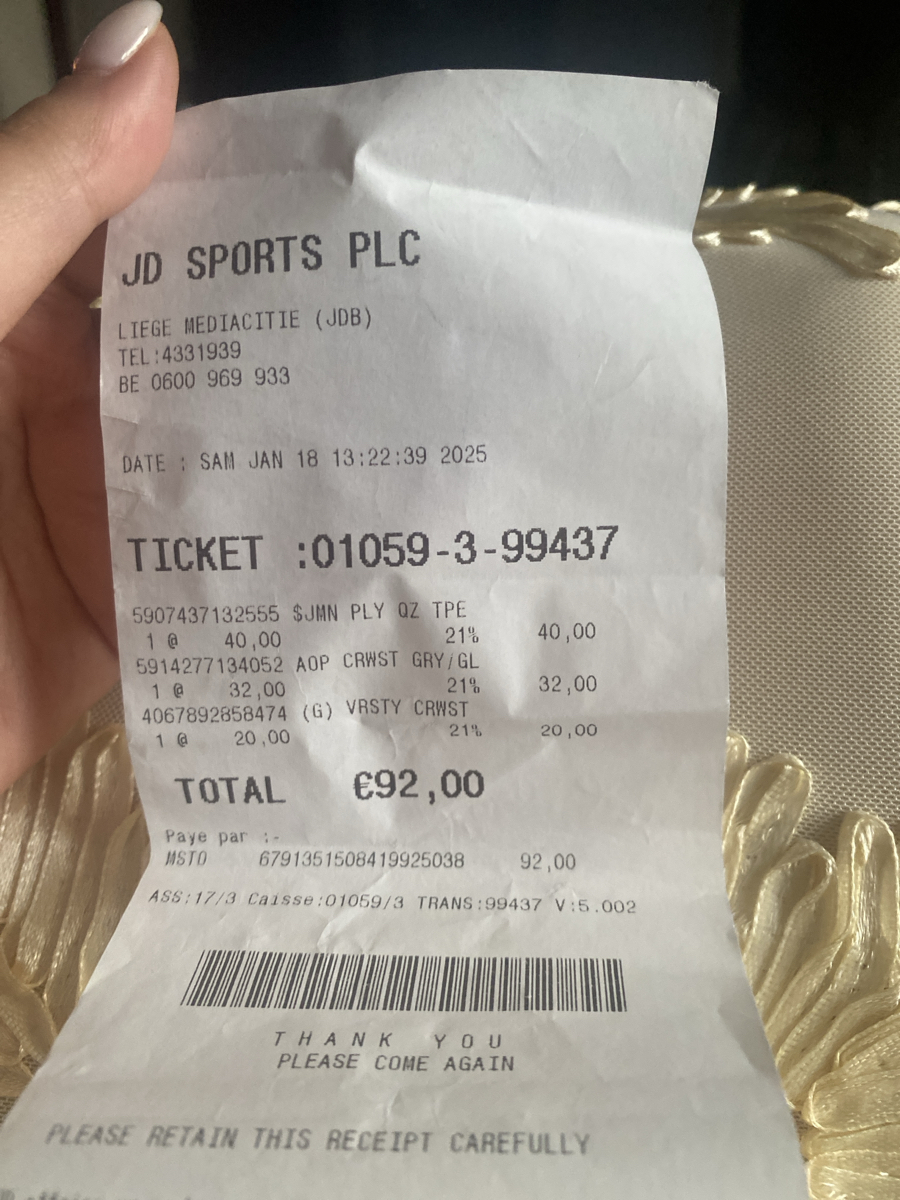 JD SPORTS PLC
LIEGE MEDIACITIE (JDB)
TEL:4331939
BE 0600 969 933
DATE : SAM JAN 18 13:22:39 2025
TICKET :01059-3-99437
5907437132555 $JMN PLY QZ TPE
1 @ 40,00 21% 40,00
5914277134052 AOP CRWST GRY/GL
1 @ 32,00 21% 32,00
4067892858474 (G) VRSTY CRWST
1 @ 20,00 21% 20,00
TOTAL €92,00
Paye par :-
MSTO 6791351508419925038 92,00
ASS:17/3 Caisse:01059/3 TRANS:99437 V:5.002
THANK YOU
PLEASE COME AGAIN
PLEASE RETAIN THIS RECEIPT CAREFULLY